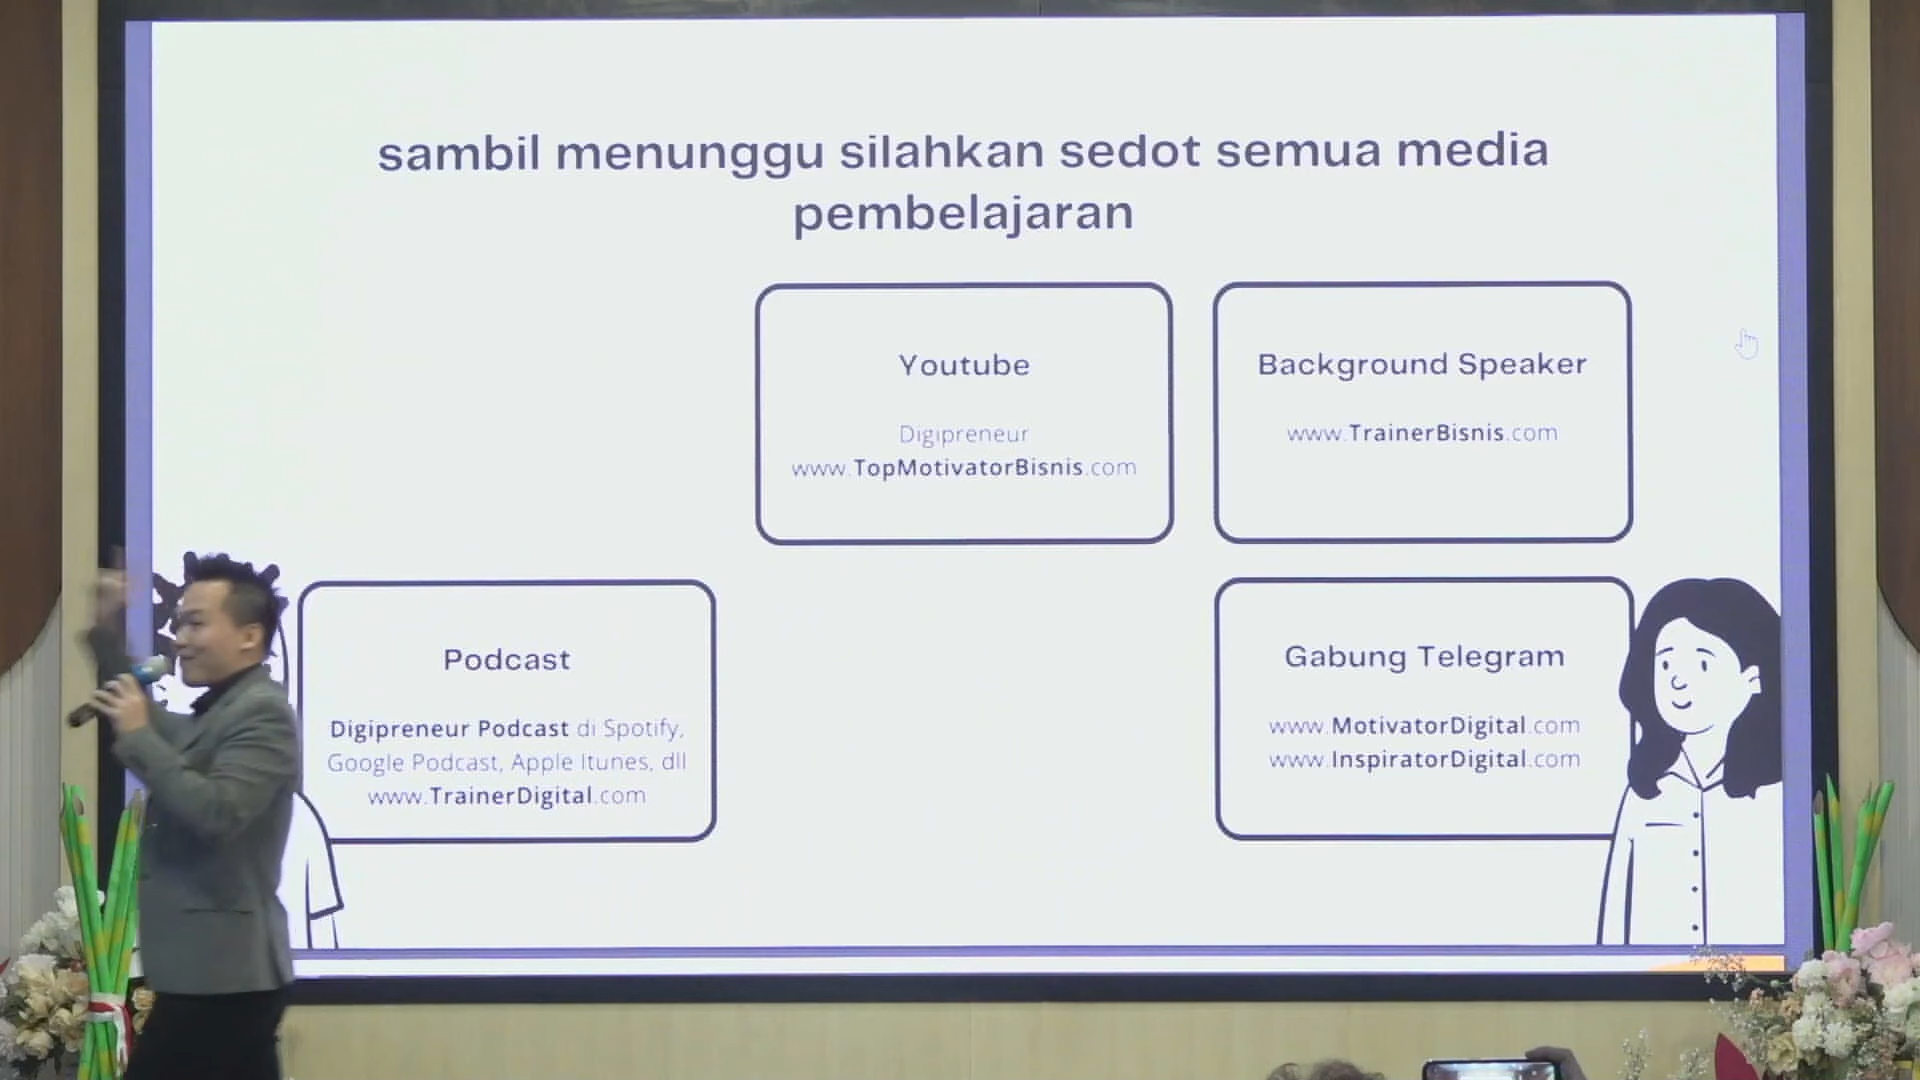 sambil menunggu silahkan sedot semua media
pembelajaran
Youtube
Digipreneur
www.TopMotivatorBisnis.com
Background Speaker
www.TrainerBisnis.com
Podcast
Digipreneur Podcast di Spotify,
Google Podcast, Apple Itunes, dll
www.TrainerDigital.com
Gabung Telegram
www.MotivatorDigital.com
www.InspiratorDigital.com